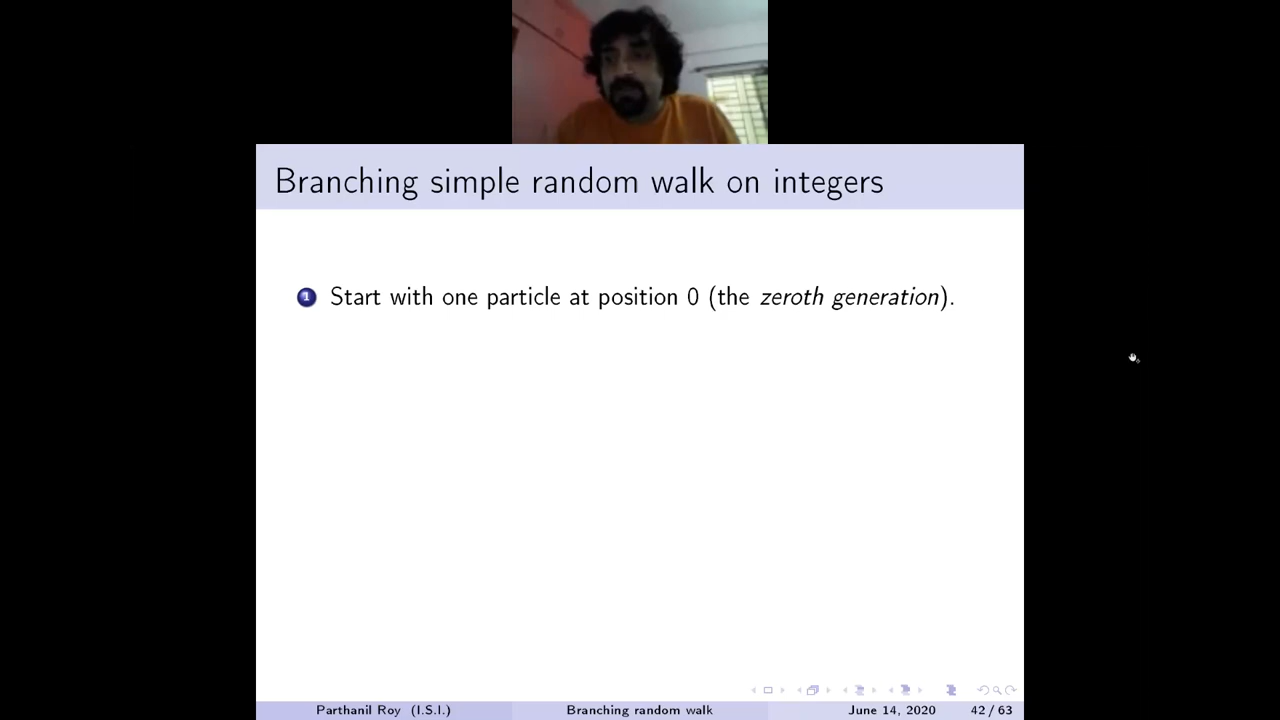 Branching simple random walk on integers
1 Start with one particle at position 0 (the zeroth generation).
Parthanil Roy (I.S.I.) Branching random walk June 14, 2020 42 / 63